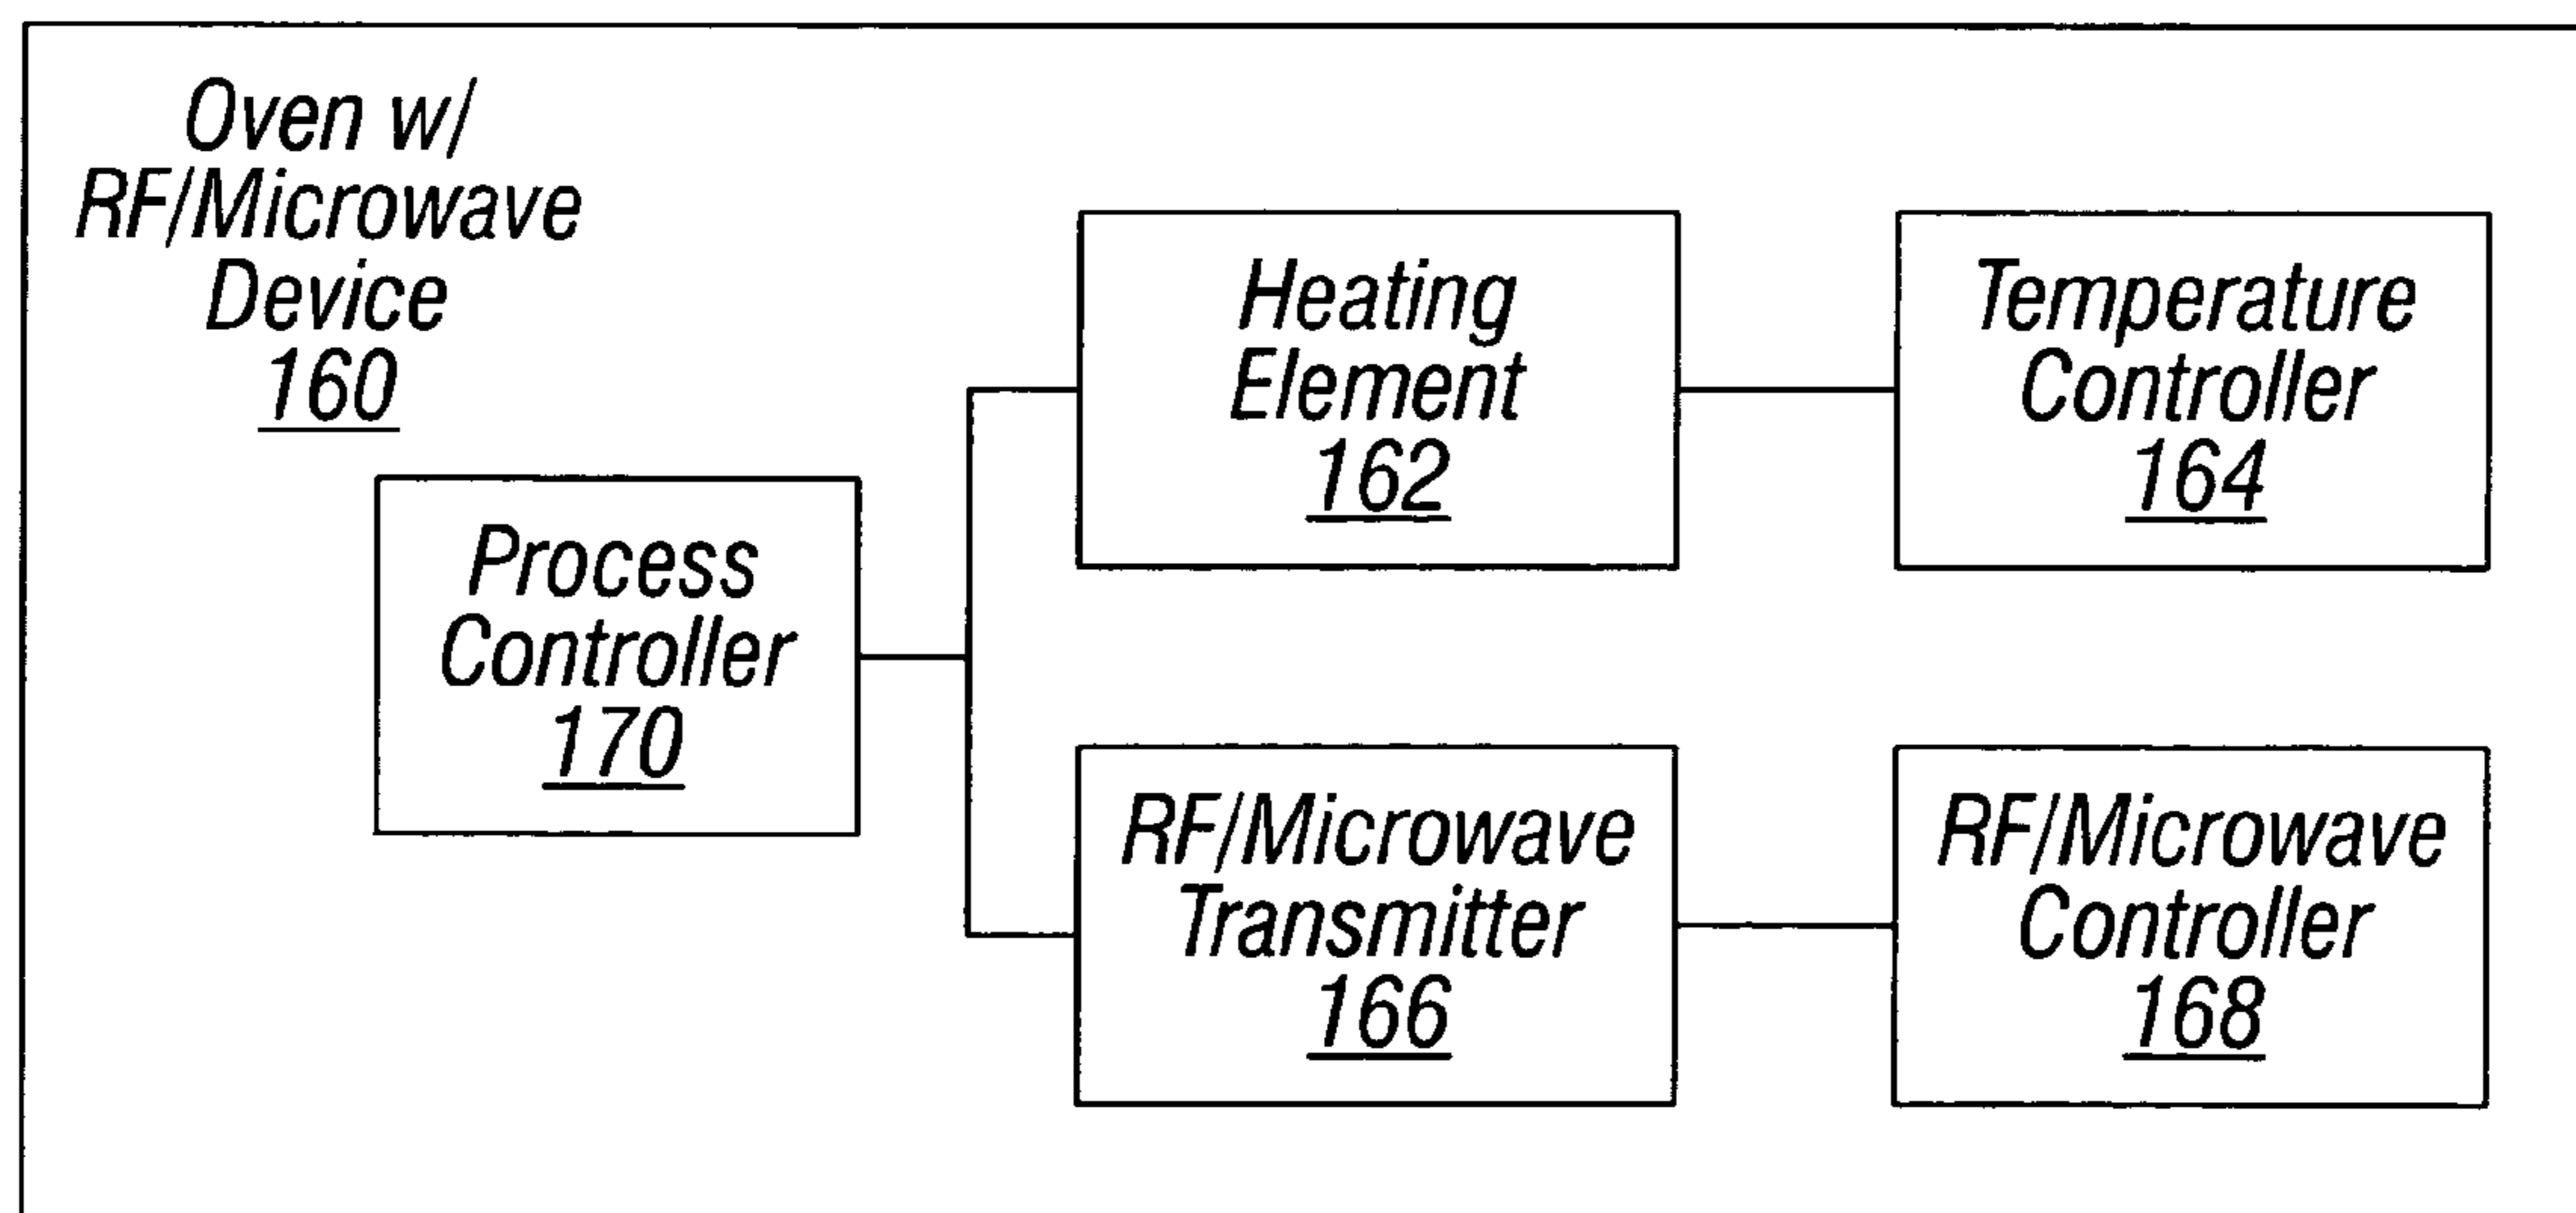 Oven w/
RF/Microwave
Device
160
Heating
Element
162
Temperature
Controller
164
Process
Controller
170
RF/Microwave
Transmitter
166
RF/Microwave
Controller
168